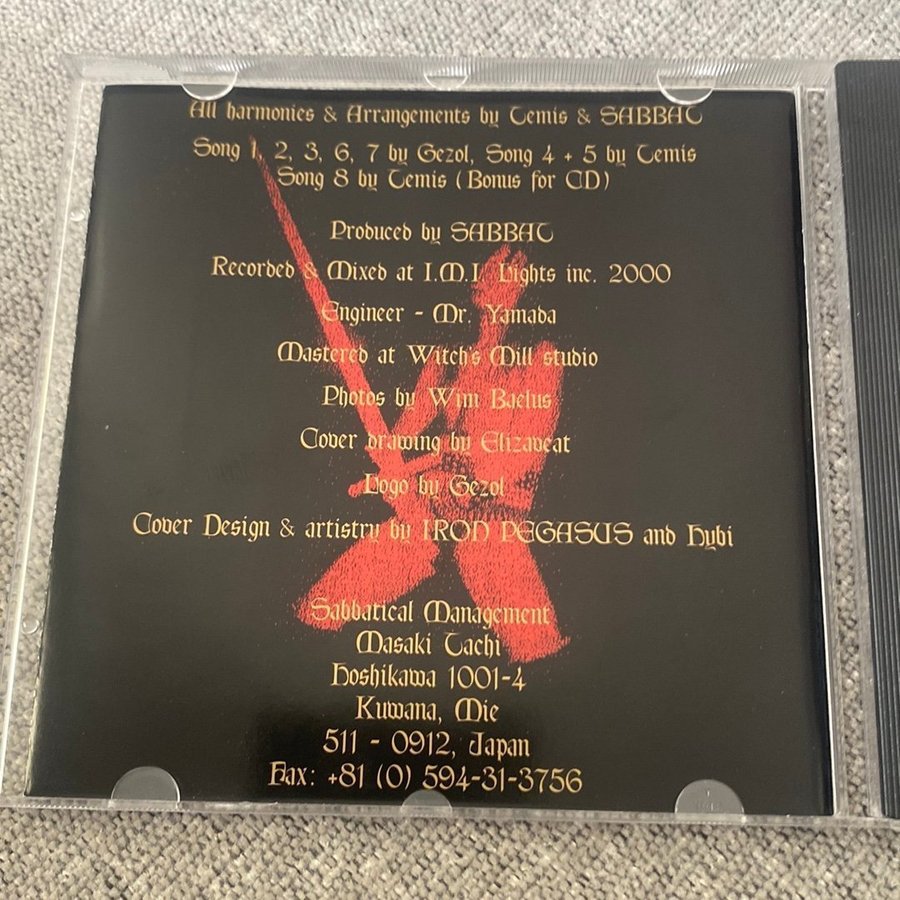 All harmonies & Arrangements by Temis & SABBAT
Song 1, 2, 3, 6, 7 by Gezol, Song 4 + 5 by Temis
Song 8 by Temis (Bonus for CD)
Produced by SABBAT
Recorded & Mixed at I.M.I. Lights inc. 2000
Engineer - Mr. Yamada
Mastered at Witch's Mill studio
Photos by Wim Baelus
Cover drawing by Elizaveat
Logo by Gezol
Cover Design & artistry by IRON PEGASUS and Hybi
Sabbatical Management
Masaki Tachi
Hoshikawa 1001-4
Kuwana, Mie
511 - 0912, Japan
Fax: +81 (0) 594-31-3756